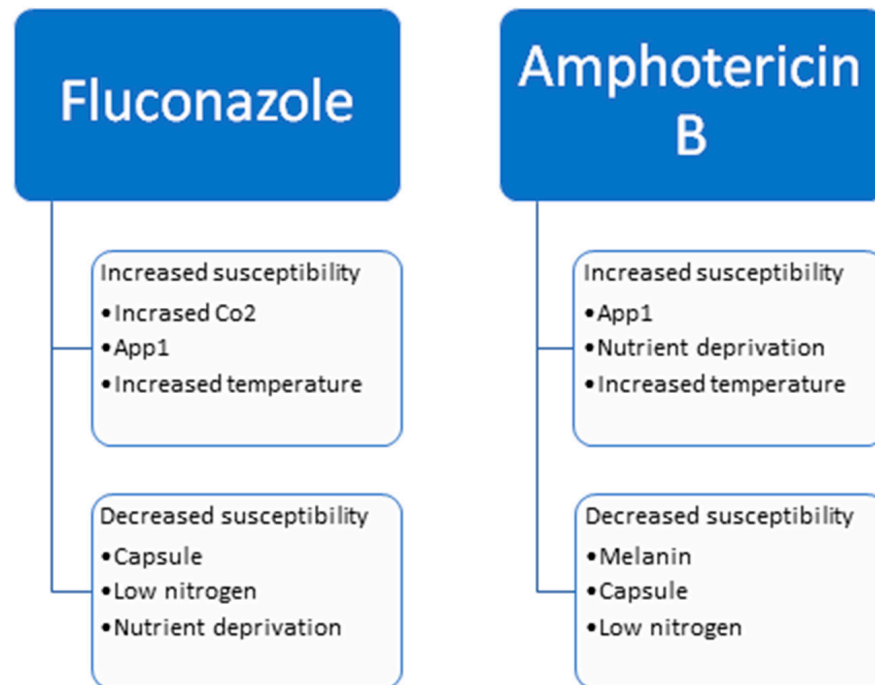 Fluconazole
Increased susceptibility
•Incrased Co2
•App1
•Increased temperature
Decreased susceptibility
•Capsule
•Low nitrogen
•Nutrient deprivation
Amphotericin
B
Increased susceptibility
•App1
•Nutrient deprivation
•Increased temperature
Decreased susceptibility
•Melanin
•Capsule
•Low nitrogen